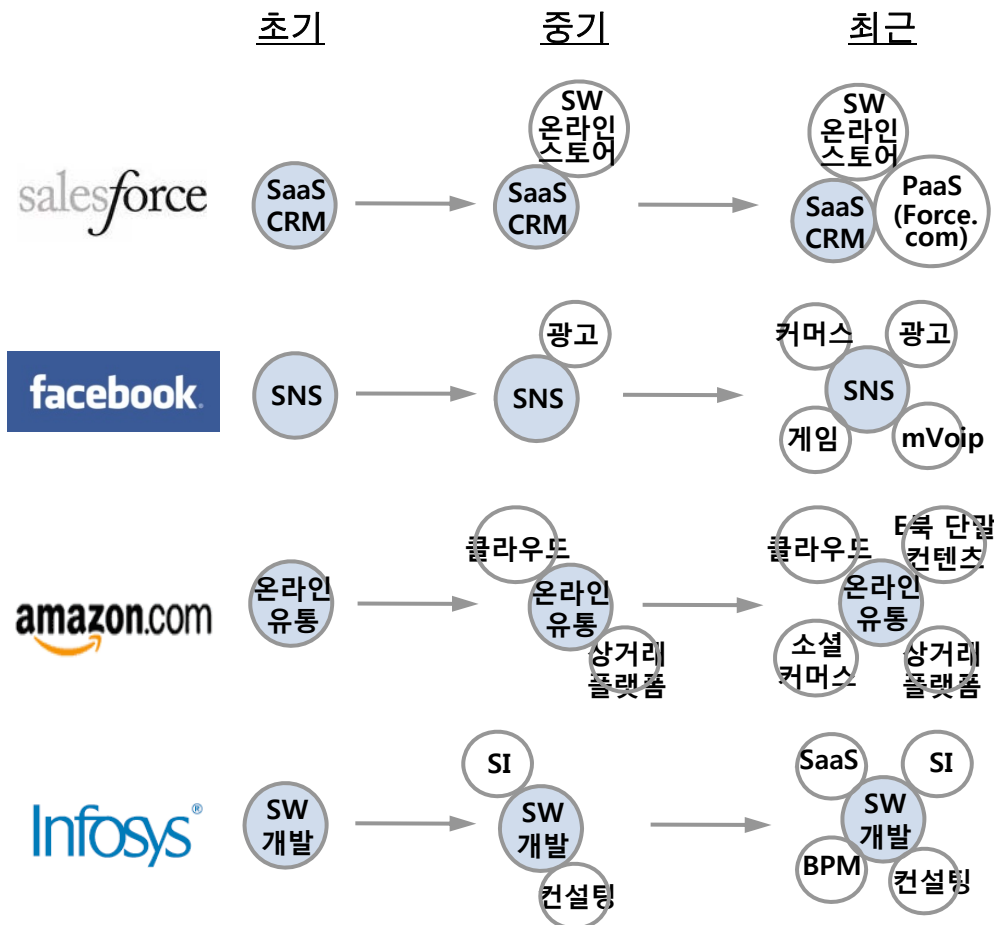 초기
중기
최근
salesforce
SaaS
CRM
SW
온라인
스토어
SaaS
CRM
SW
온라인
스토어
SaaS
CRM
PaaS
(Force.
com)
facebook.
SNS
광고
SNS
커머스
광고
SNS
게임
mVoip
amazon.com
온라인
유통
클라우드
온라인
유통
상거래
플랫폼
클라우드
E북 단말
컨텐츠
온라인
유통
소셜
커머스
상거래
플랫폼
Infosys®
SW
개발
SI
SW
개발
컨설팅
SaaS
SI
SW
개발
BPM
컨설팅